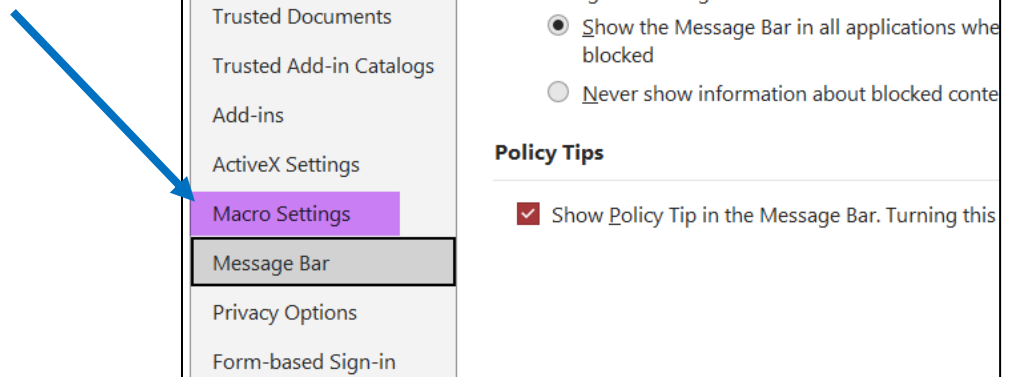 Trusted Documents
Trusted Add-in Catalogs
Add-ins
ActiveX Settings
Macro Settings
Message Bar
Privacy Options
Form-based Sign-in
Show the Message Bar in all applications whe
blocked
Never show information about blocked conte
Policy Tips
Show Policy Tip in the Message Bar. Turning this